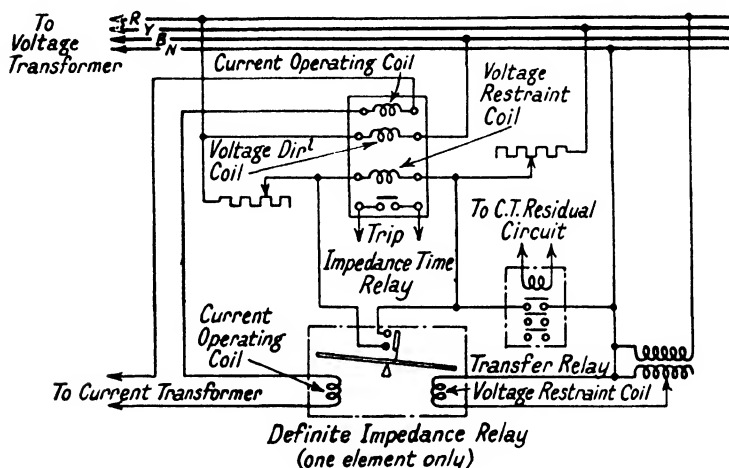 To
Voltage
Transformer
R
Y
B
N
Current Operating Coil
Voltage
Restraint
Coil
Voltage Dirl
Coil
To C.T. Residual
Circuit
Trip
Impedance Time
Relay
Current
Operating
Coil
Transfer Relay
To Current Transformer
Voltage Restraint Coil
Definite Impedance Relay
(one element only)